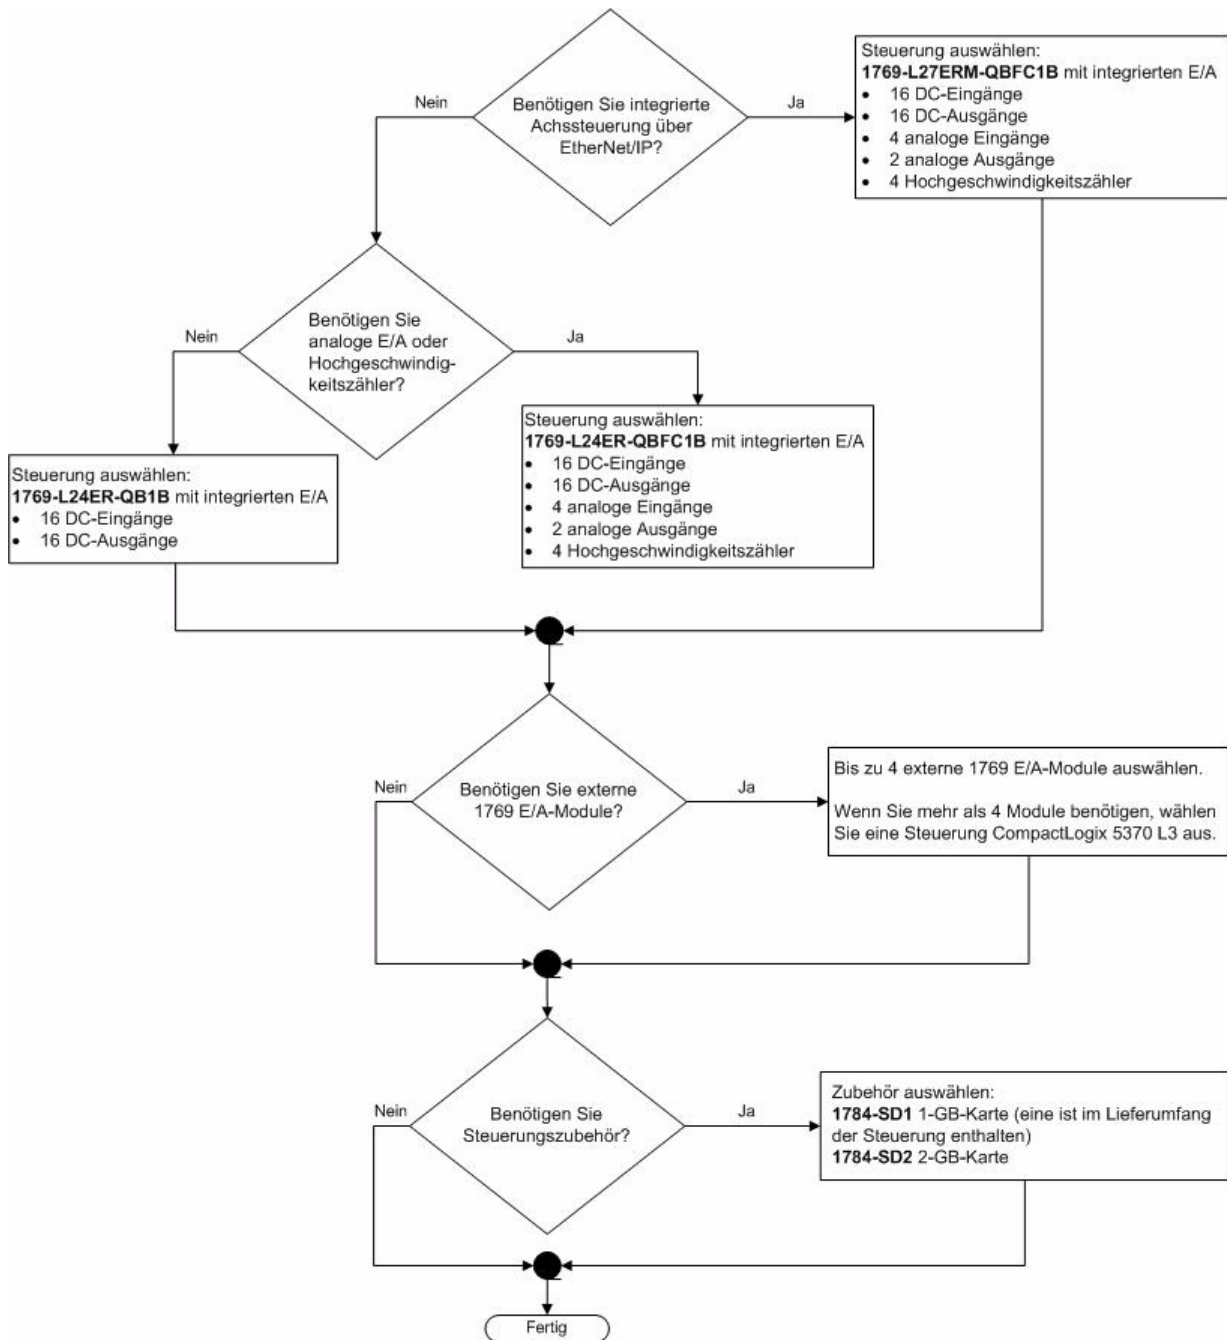 Benötigen Sie integrierte
Achssteuerung über
EtherNet/IP?
Nein
Ja
Steuerung auswählen:
1769-L27ERM-QBFC1B mit integrierten E/A
• 16 DC-Eingänge
• 16 DC-Ausgänge
• 4 analoge Eingänge
• 2 analoge Ausgänge
• 4 Hochgeschwindigkeitszähler
Benötigen Sie
analoge E/A oder
Hochgeschwindig-
keitszähler?
Nein
Ja
Steuerung auswählen:
1769-L24ER-QB1B mit integrierten E/A
• 16 DC-Eingänge
• 16 DC-Ausgänge
Steuerung auswählen:
1769-L24ER-QBFC1B mit integrierten E/A
• 16 DC-Eingänge
• 16 DC-Ausgänge
• 4 analoge Eingänge
• 2 analoge Ausgänge
• 4 Hochgeschwindigkeitszähler
Nein
Benötigen Sie externe
1769 E/A-Module?
Ja
Bis zu 4 externe 1769 E/A-Module auswählen.
Wenn Sie mehr als 4 Module benötigen, wählen
Sie eine Steuerung CompactLogix 5370 L3 aus.
Nein
Benötigen Sie
Steuerungszubehör?
Ja
Zubehör auswählen:
1784-SD1 1-GB-Karte (eine ist im Lieferumfang
der Steuerung enthalten)
1784-SD2 2-GB-Karte
Fertig